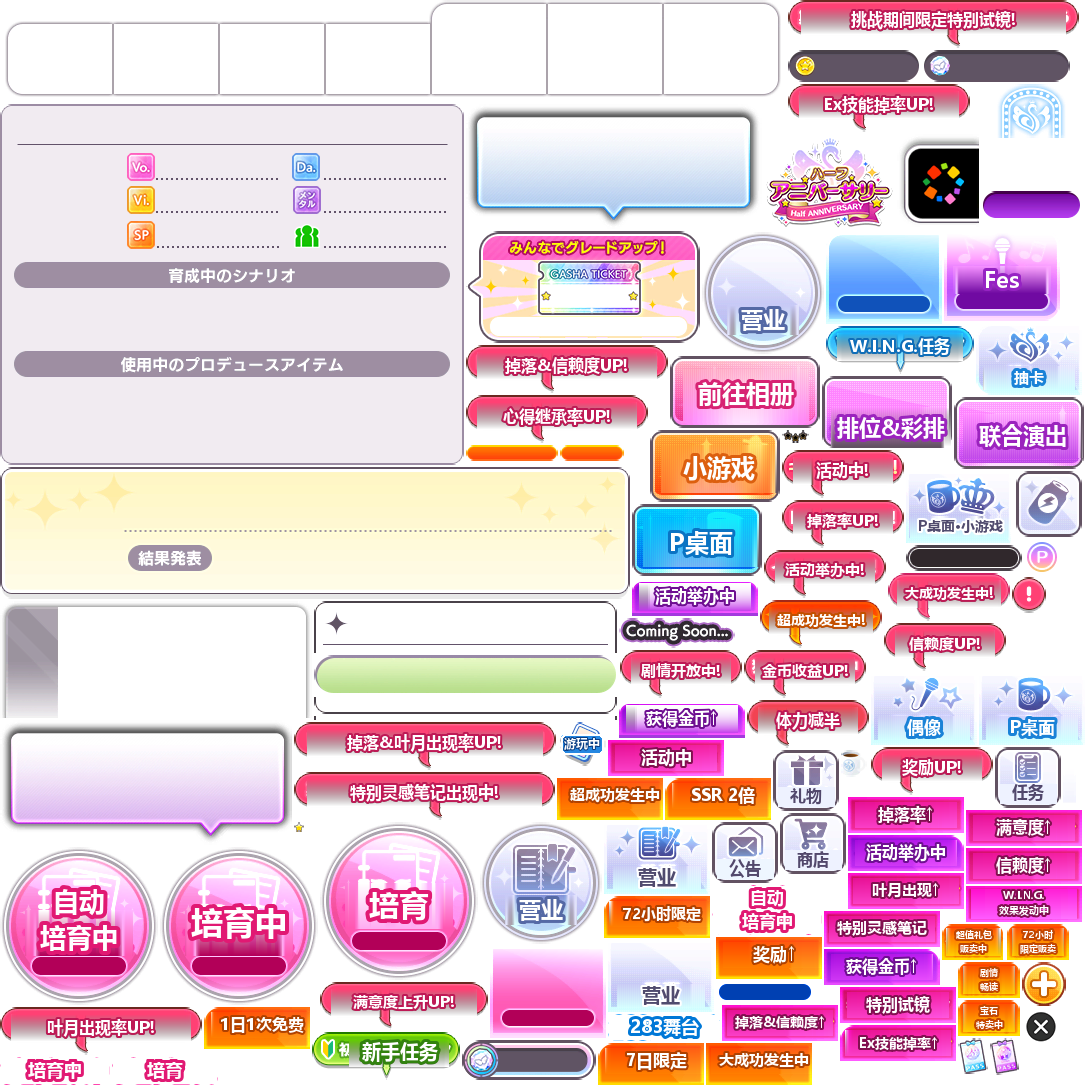 挑战期间限定特别试镜!
Ex技能掉率UP!
Vo.
Da.
Vi.
メンタル
SP
ハーフ
アニバーサリー
Half ANNIVERSARY
みんなでグレードアップ!
GASHA TICKET
育成中のシナリオ
营业
Fes
W.I.N.G.任务
抽卡
使用中のプロデュースアイテム
掉落&信赖度UP!
前往相册
心得继承率UP!
排位&彩排
联合演出
小游戏
活动中!
P桌面•小游戏
掉落率UP!
P桌面
結果発表
P
活动举办中!
大成功发生中!
!
活动举办中
超成功发生中!
Coming Soon...
信赖度UP!
剧情开放中!
金币收益UP!
偶像
P桌面
获得金币↑
体力减半
掉落&叶月出现率UP!
游玩中
活动中
奖励UP!
特别灵感笔记出现中!
超成功发生中
SSR 2倍
礼物
任务
掉落率↑
满意度↑
活动举办中
信赖度↑
公告
商店
营业
叶月出现↑
W.I.N.G.
效果发动中
自动
培育中
培育中
培育
营业
72小时限定
自动
培育中
特别灵感笔记
超值礼包
贩卖中
72小时
限定贩卖
奖励↑
获得金币↑
剧情
畅读
营业
满意度上升UP!
特别试镜
宝石
特卖中
叶月出现率UP!
1日1次免费
283舞台
掉落&信赖度↑
Ex技能掉率↑
初
新手任务
培育中
培育
7日限定
大成功发生中
PASS
PASS